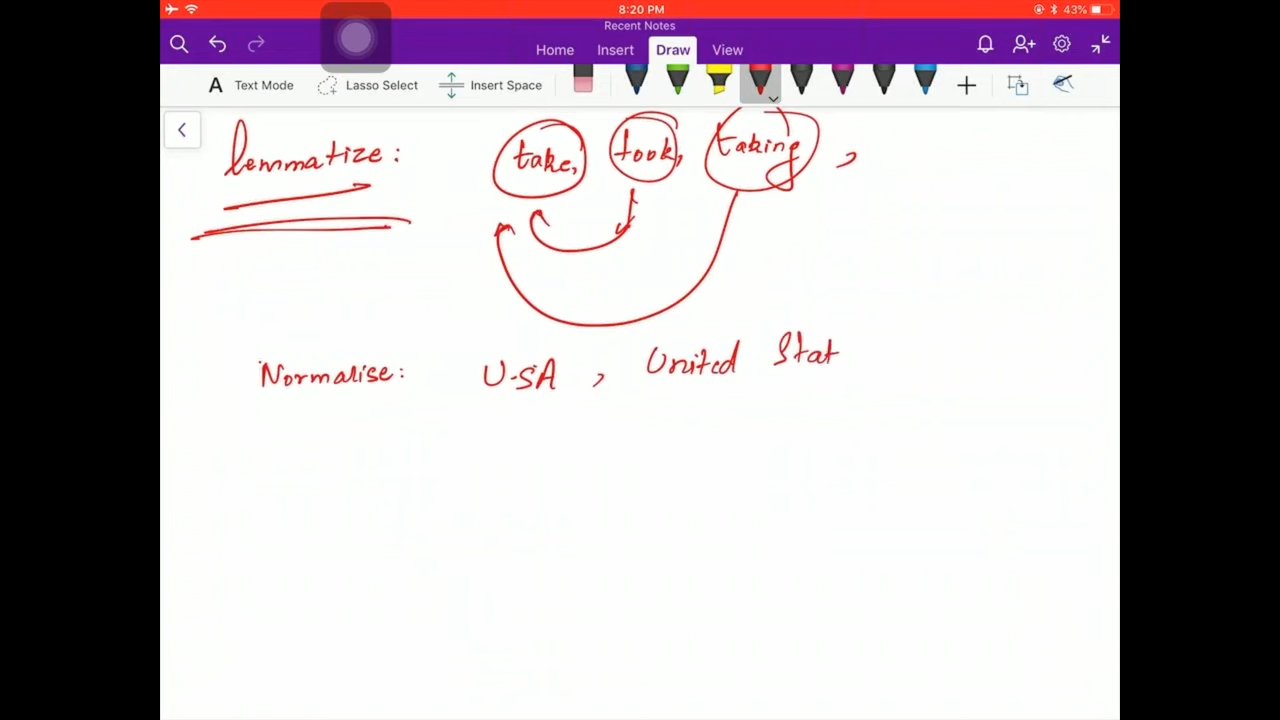 8:20 PM
43%
Recent Notes
Home Insert Draw View
Text Mode Lasso Select Insert Space
lemmatize: take, took, taking,
Normalise: U.S.A, United Stat